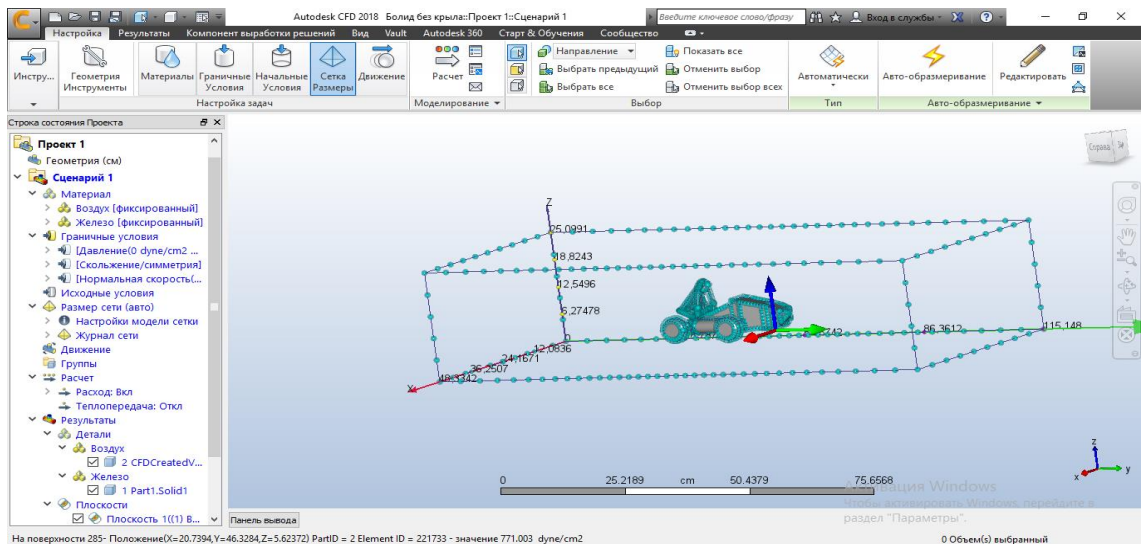 Autodesk CFD 2018 Болид без крыла::Проект 1::Сценарий 1
Введите ключевое слово/фразу
Вход в службы
Настройка Результаты Компонент выработки решений Вид Vault Autodesk 360 Старт & Обучения Сообщество
Инстру...
Геометрия Инструменты
Материалы
Граничные Условия
Начальные Условия
Сетка Размеры
Движение
Расчет
Направление
Выбрать предыдущий
Выбрать все
Показать все
Отменить выбор
Отменить выбор всех
Автоматически
Авто-образмеривание
Редактировать
Настройка задач
Моделирование
Выбор
Тип
Авто-образмеривание
Строка состояния Проекта
Проект 1
Геометрия (см)
Сценарий 1
Материал
Воздух [фиксированный]
Железо [фиксированный]
Граничные условия
[Давление(0 dyne/cm2 ...
[Скольжение/симметрия]
[Нормальная скорость(...
Исходные условия
Размер сети (авто)
Настройки модели сетки
Журнал сети
Движение
Группы
Расчет
Расход: Вкл
Теплопередача: Откл
Результаты
Детали
Воздух
2 CFDCreatedV...
Железо
1 Part1.Solid1
Плоскости
Плоскость 1((1) В...
Справа
Z
25,0991
18,8243
12,5496
6,27478
0
12,0836
24,1671
36,2507
48,3342
X
86,3612
115,148
0 25.2189 cm 50.4379 75.6568
z
x
y
Активация Windows
Чтобы активировать Windows, перейдите в
раздел "Параметры".
Панель вывода
На поверхности 285- Положение(X=20.7394,Y=46.3284,Z=5.62372) PartID = 2 Element ID = 221733 - значение 771.003 dyne/cm2
0 Объем(s) выбранный